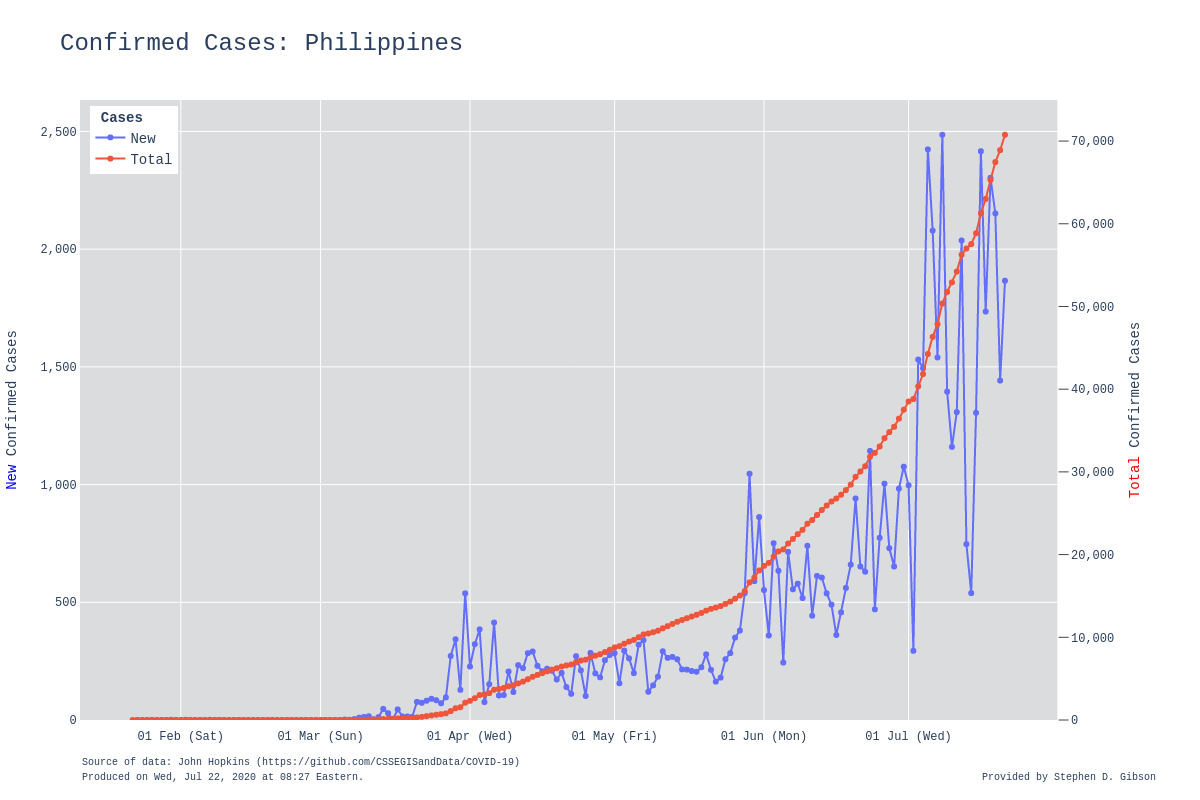 Confirmed Cases: Philippines
Cases
New
Total
2,500
2,000
1,500
1,000
500
0
70,000
60,000
50,000
40,000
30,000
20,000
10,000
0
New Confirmed Cases
Total Confirmed Cases
01 Feb (Sat) 01 Mar (Sun) 01 Apr (Wed) 01 May (Fri) 01 Jun (Mon) 01 Jul (Wed)
Source of data: John Hopkins (https://github.com/CSSEGISandData/COVID-19)
Produced on Wed, Jul 22, 2020 at 08:27 Eastern.
Provided by Stephen D. Gibson